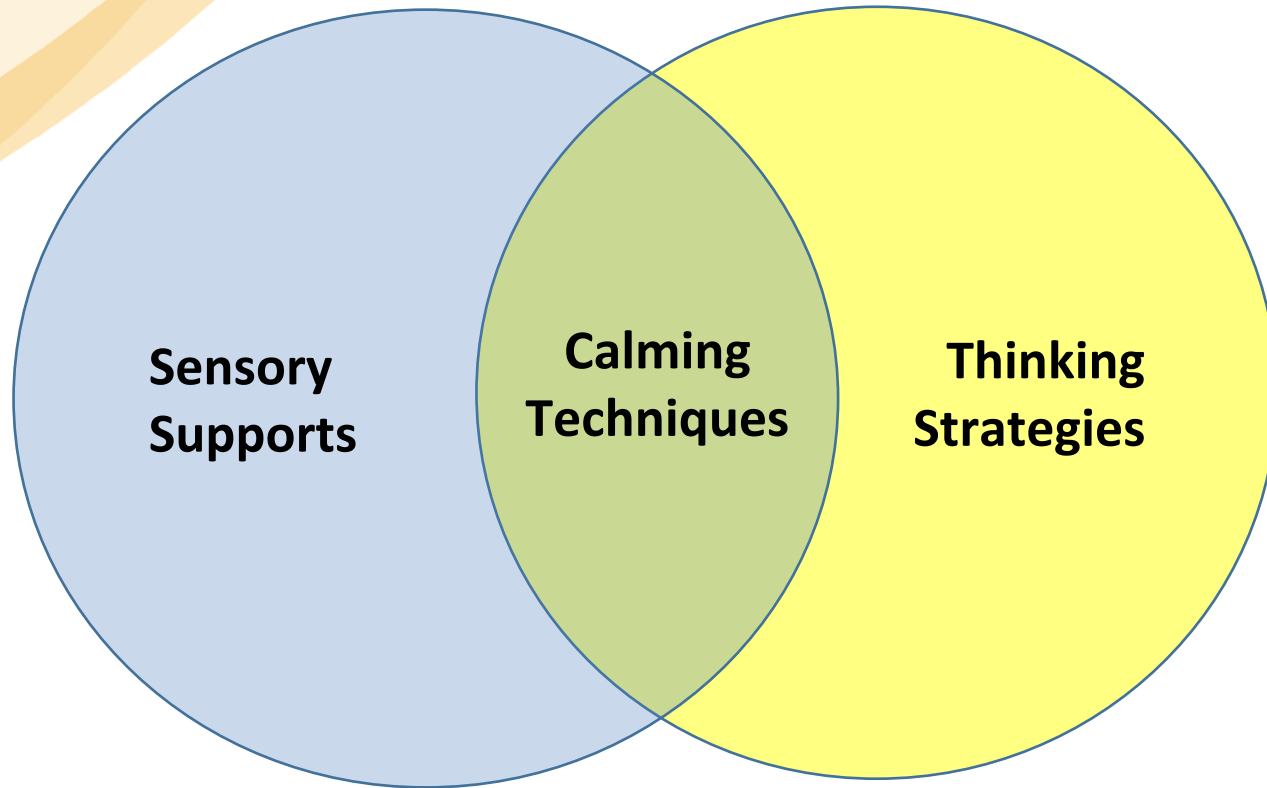 Sensory
Supports
Calming
Techniques
Thinking
Strategies